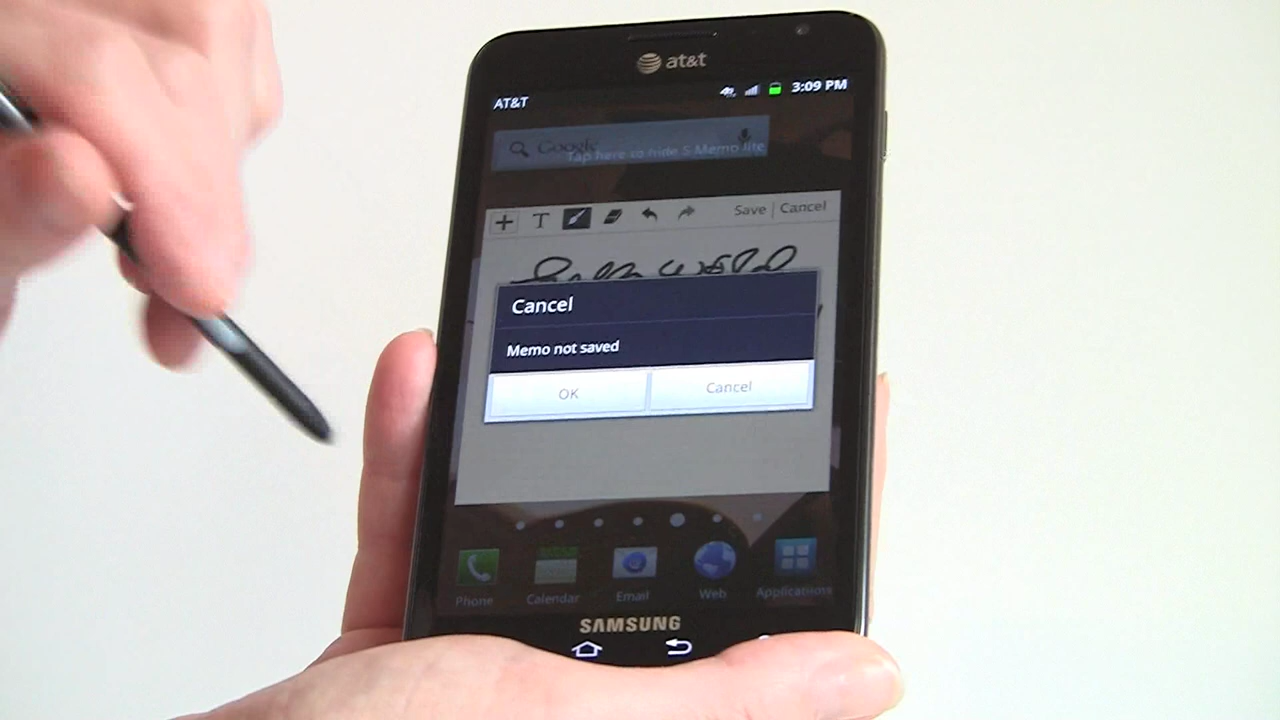 at&t
AT&T 3:09 PM
Google
Tap here to hide S Memo lite
T Save | Cancel
Cancel
Memo not saved
OK Cancel
Phone Calendar Email Web Applications
SAMSUNG